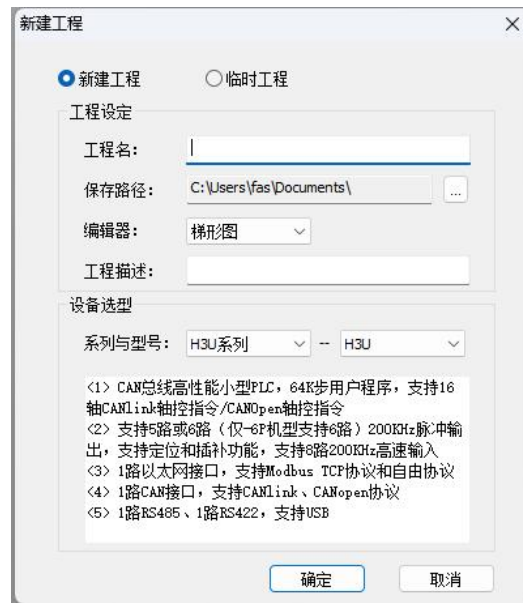 新建工程
新建工程 临时工程
工程设定
工程名：
保存路径： C:\Users\fas\Documents\ ...
编辑器： 梯形图
工程描述：
设备选型
系列与型号： H3U系列 -- H3U
<1> CAN总线高性能小型PLC，64K步用户程序，支持16
轴CANlink轴控指令/CANOpen轴控指令
<2> 支持5路或6路（仅-6P机型支持6路）200KHz脉冲输
出，支持定位和插补功能，支持8路200KHz高速输入
<3> 1路以太网接口，支持Modbus TCP协议和自由协议
<4> 1路CAN接口，支持CANlink、CANopen协议
<5> 1路RS485、1路RS422，支持USB
确定 取消